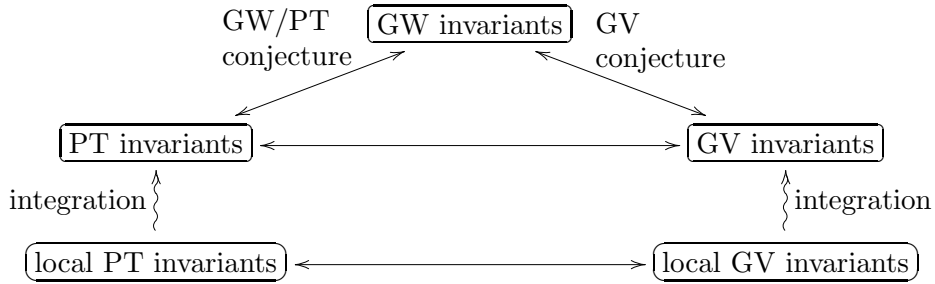 GW/PT
conjecture
GW invariants
GV
conjecture
PT invariants
GV invariants
integration
integration
local PT invariants
local GV invariants